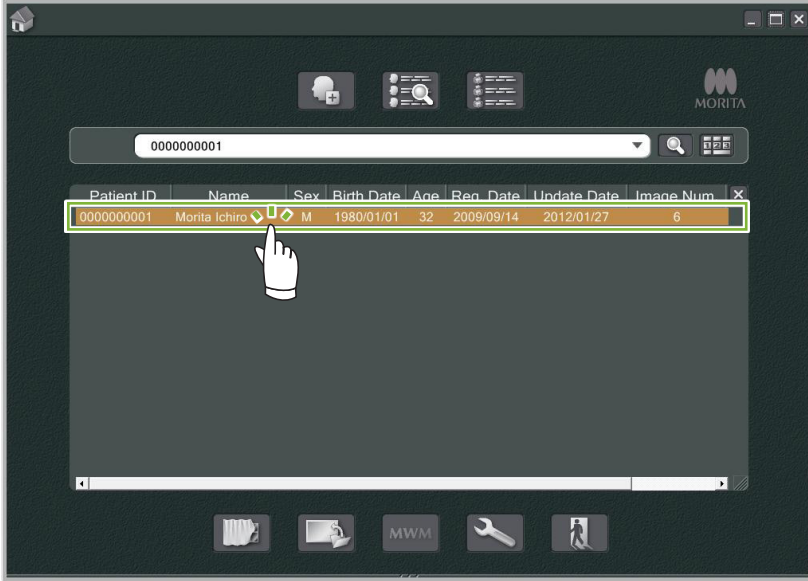 MORITA
0000000001
123
Patient ID Name Sex Birth Date Age Reg. Date Update Date Image Num
0000000001 Morita Ichiro M 1980/01/01 32 2009/09/14 2012/01/27 6
MWM